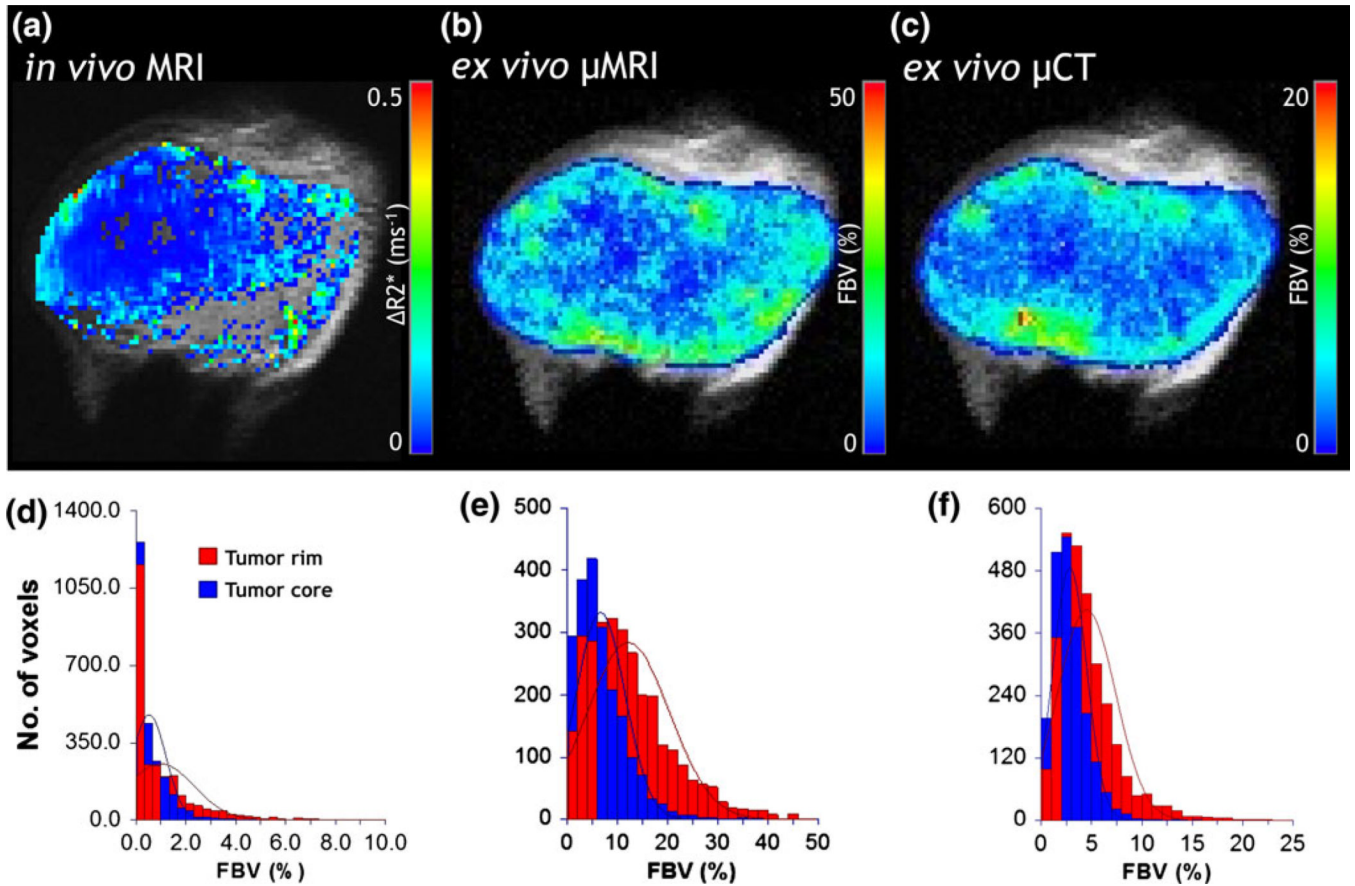 (a)
in vivo MRI
0.5
ΔR2* (ms-1)
0
(b)
ex vivo μMRI
50
FBV (%)
0
(c)
ex vivo μCT
20
FBV (%)
0
(d)
No. of voxels
1400.0
1050.0
700.0
350.0
0.0
Tumor rim
Tumor core
0 2.0 4.0 6.0 8.0 10.0
FBV (%)
(e)
500
400
300
200
100
0
0 10 20 30 40 50
FBV (%)
(f)
600
480
360
240
120
0
0 5 10 15 20 25
FBV (%)